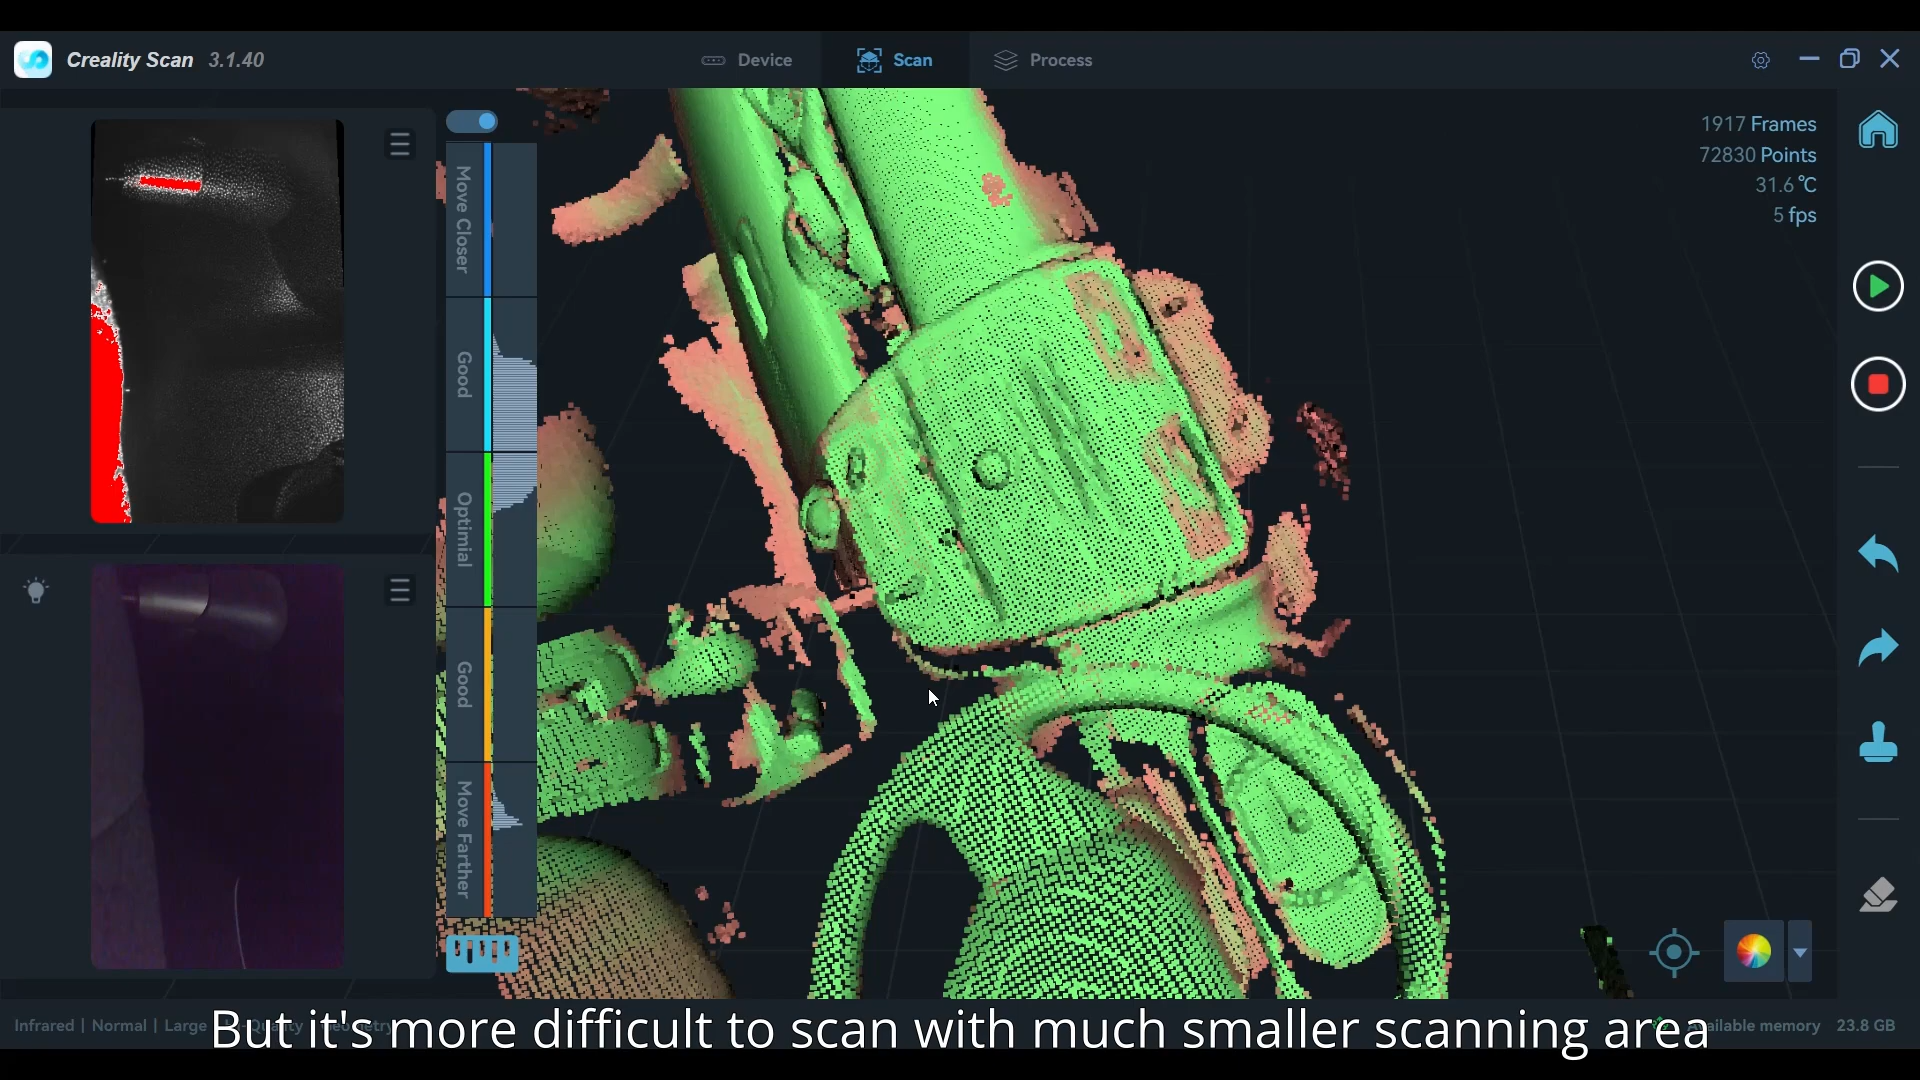 Creality Scan 3.1.40
Device
Scan
Process
1917 Frames
72830 Points
31.6 °C
5 fps
Move Closer
Good
Optimial
Good
Move Farther
Infrared | Normal | Large
memory 23.8 GB
But it's more difficult to scan with much smaller scanning area